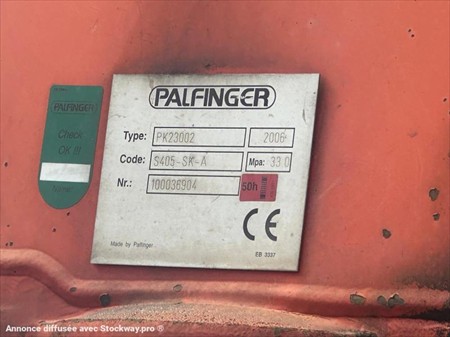 PALFINGER
Check
OK !!!
PALFINGER
Type: PK23002 2006
Code: S405-SK-A Mpa: 33.0
Nr.: 100036904 50h
CE
Made by Palfinger
EB 3337
Annonce diffusée avec Stockway.pro ®